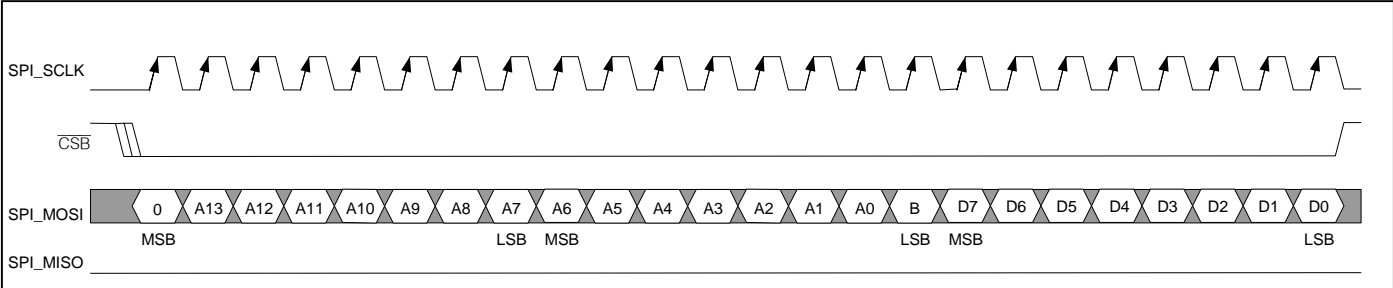 SPI_SCLK
CSB
SPI_MOSI 0 A13 A12 A11 A10 A9 A8 A7 A6 A5 A4 A3 A2 A1 A0 B D7 D6 D5 D4 D3 D2 D1 D0
MSB LSB MSB LSB MSB LSB
SPI_MISO